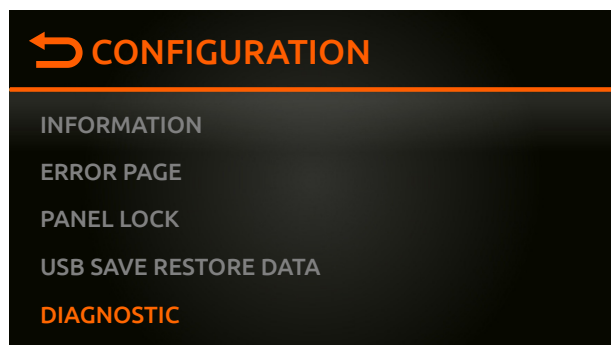 CONFIGURATION
INFORMATION
ERROR PAGE
PANEL LOCK
USB SAVE RESTORE DATA
DIAGNOSTIC